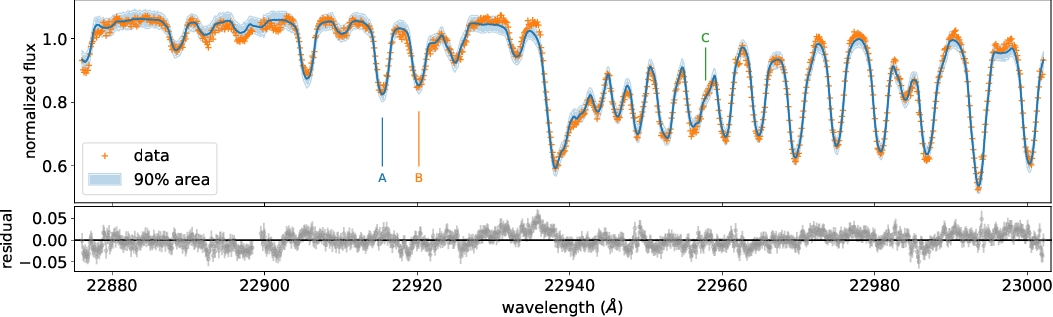 normalized flux
1.0
0.8
0.6
C
A
B
data
90% area
residual
0.05
0.00
−0.05
22880
22900
22920
22940
22960
22980
23000
wavelength (Å)